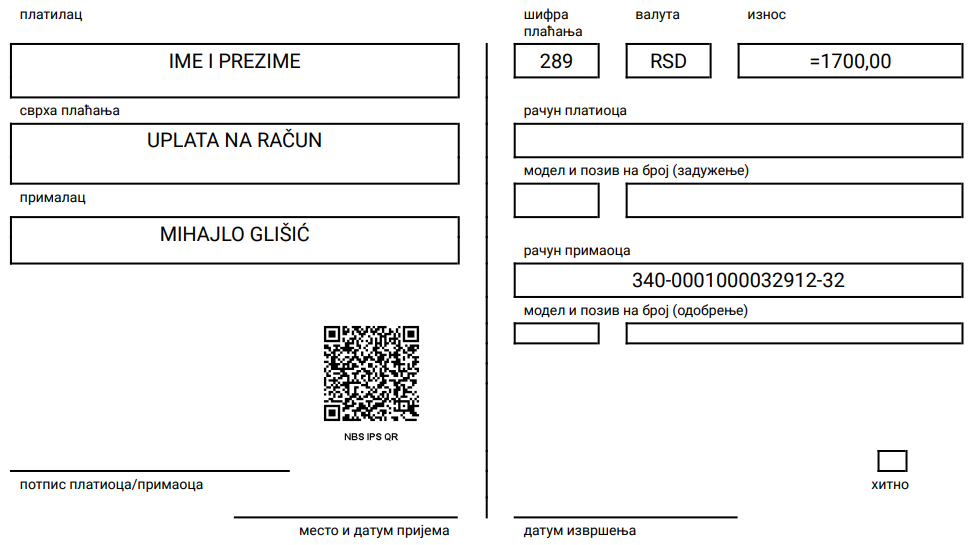 платилац
IME I PREZIME
сврха плаћања
UPLATA NA RAČUN
прималац
MIHAJLO GLIŠIĆ
NBS IPS QR
потпис платиоца/примаоца
место и датум пријема
шифра
плаћања
валута
износ
289
RSD
=1700,00
рачун платиоца
модел и позив на број (задужење)
рачун примаоца
340-0001000032912-32
модел и позив на број (одобрење)
хитно
датум извршења